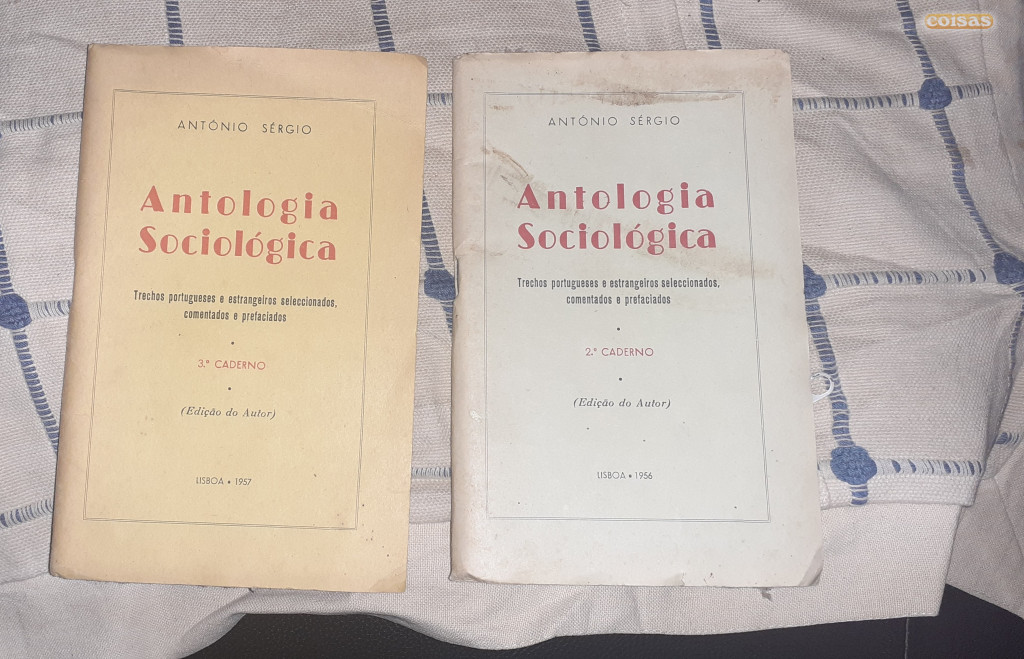 coisas
ANTÓNIO SÉRGIO
Antologia
Sociológica
Trechos portugueses e estrangeiros seleccionados,
comentados e prefaciados
•
3.º CADERNO
•
(Edição do Autor)
LISBOA • 1957
ANTÓNIO SÉRGIO
Antologia
Sociológica
Trechos portugueses e estrangeiros seleccionados,
comentados e prefaciados
•
2.º CADERNO
•
(Edição do Autor)
LISBOA • 1956